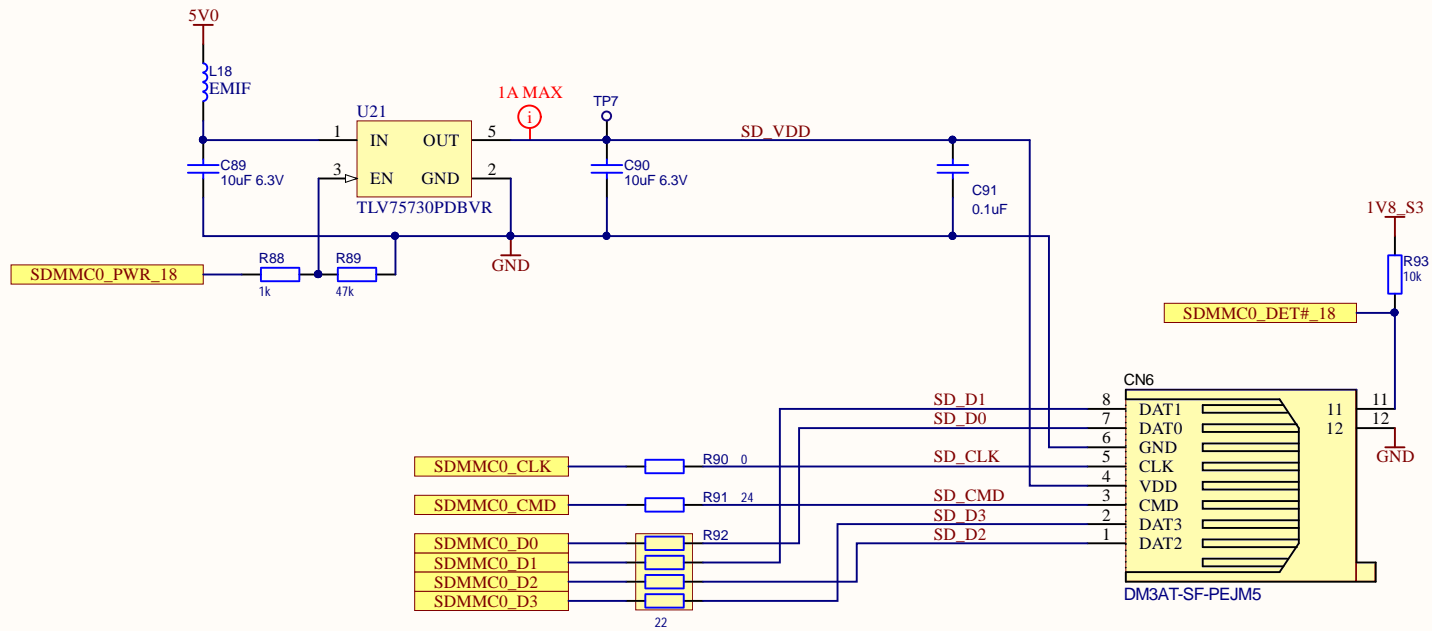 5V0
L18
EMIF
U21
1A MAX
i
TP7
1
IN
OUT
5
SD_VDD
C89
10uF 6.3V
3
EN
GND
2
C90
10uF 6.3V
C91
0.1uF
TLV75730PDBVR
1V8_S3
GND
SDMMC0_PWR_18
R88
1k
R89
47k
R93
10k
SDMMC0_DET#_18
CN6
SD_D1
8
DAT1
11
11
SD_D0
7
DAT0
12
12
6
GND
GND
SDMMC0_CLK
R90 0
SD_CLK
5
CLK
4
VDD
SDMMC0_CMD
R91 24
SD_CMD
3
CMD
SD_D3
2
DAT3
SDMMC0_D0
R92
SD_D2
1
DAT2
SDMMC0_D1
SDMMC0_D2
SDMMC0_D3
22
DM3AT-SF-PEJM5